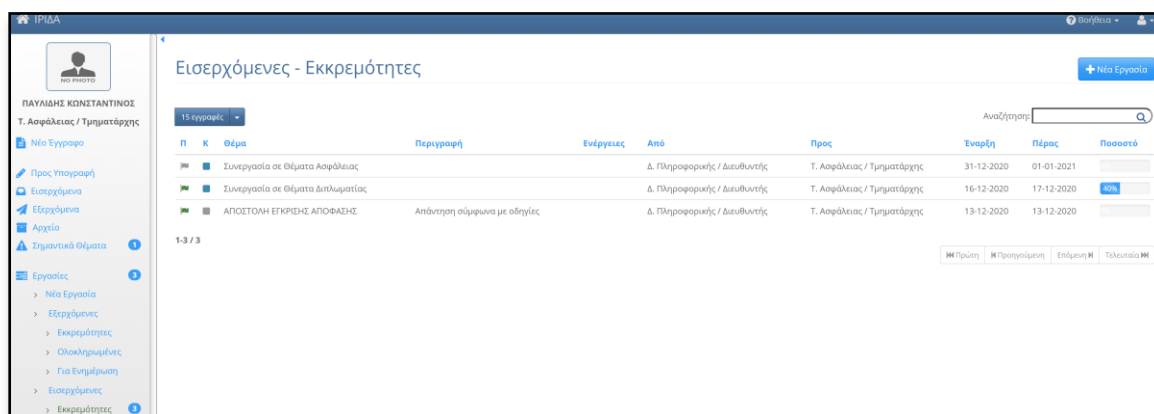 ΙΡΙΔΑ
Βοήθεια
NO PHOTO
ΠΑΥΛΙΔΗΣ ΚΩΝΣΤΑΝΤΙΝΟΣ
Τ. Ασφάλειας / Τμηματάρχης
Νέο Έγγραφο
Προς Υπογραφή
Εισερχόμενα
Εξερχόμενα
Αρχείο
Σημαντικά Θέματα 1
Εργασίες 3
Νέα Εργασία
Εξερχόμενες
Εκκρεμότητες
Ολοκληρωμένες
Για Ενημέρωση
Εισερχόμενες
Εκκρεμότητες 3
Εισερχόμενες - Εκκρεμότητες
Νέα Εργασία
15 εγγραφές
Αναζήτηση:
Π Κ Θέμα Περιγραφή Ενέργειες Από Προς Έναρξη Πέρας Ποσοστό
Συνεργασία σε Θέματα Ασφάλειας Δ. Πληροφορικής / Διευθυντής Τ. Ασφάλειας / Τμηματάρχης 31-12-2020 01-01-2021
Συνεργασία σε Θέματα Διπλωματίας Δ. Πληροφορικής / Διευθυντής Τ. Ασφάλειας / Τμηματάρχης 16-12-2020 17-12-2020 40%
ΑΠΟΣΤΟΛΗ ΕΓΚΡΙΣΗΣ ΑΠΟΦΑΣΗΣ Απάντηση σύμφωνα με οδηγίες Δ. Πληροφορικής / Διευθυντής Τ. Ασφάλειας / Τμηματάρχης 13-12-2020 13-12-2020
1-3 / 3
Πρώτη Προηγούμενη Επόμενη Τελευταία